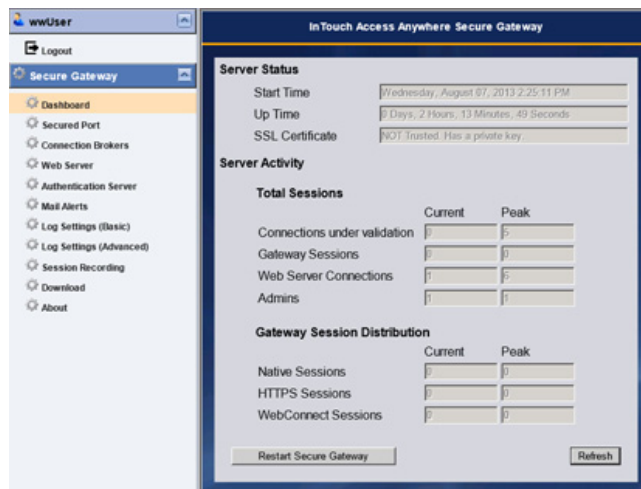 wwUser
Logout
Secure Gateway
Dashboard
Secured Port
Connection Brokers
Web Server
Authentication Server
Mail Alerts
Log Settings (Basic)
Log Settings (Advanced)
Session Recording
Download
About
InTouch Access Anywhere Secure Gateway
Server Status
Start Time Wednesday, August 07, 2013 2:25:11 PM
Up Time 0 Days, 2 Hours, 13 Minutes, 49 Seconds
SSL Certificate NOT Trusted. Has a private key.
Server Activity
Total Sessions
Current Peak
Connections under validation 0 5
Gateway Sessions 0 0
Web Server Connections 1 6
Admins 1 1
Gateway Session Distribution
Current Peak
Native Sessions 0 0
HTTPS Sessions 0 0
WebConnect Sessions 0 0
Restart Secure Gateway Refresh